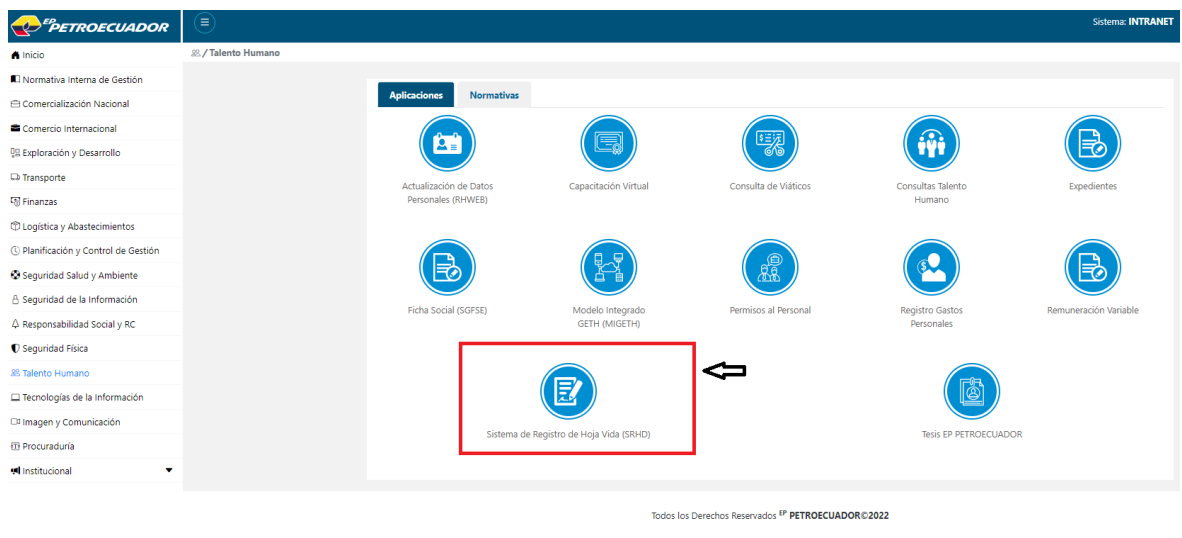 EP PETROECUADOR
Sistema: INTRANET
Inicio
Normativa Interna de Gestión
Comercialización Nacional
Comercio Internacional
Exploración y Desarrollo
Transporte
Finanzas
Logística y Abastecimientos
Planificación y Control de Gestión
Seguridad Salud y Ambiente
Seguridad de la Información
Responsabilidad Social y RC
Seguridad Física
Talento Humano
Tecnologías de la Información
Imagen y Comunicación
Procuraduría
Institucional
/ Talento Humano
Aplicaciones
Normativas
Actualización de Datos
Personales (RHWEB)
Capacitación Virtual
Consulta de Viáticos
Consultas Talento
Humano
Expedientes
Ficha Social (SGFSE)
Modelo Integrado
GETH (MIGETH)
Permisos al Personal
Registro Gastos
Personales
Remuneración Variable
Sistema de Registro de Hoja Vida (SRHD)
Tesis EP PETROECUADOR
Todos los Derechos Reservados EP PETROECUADOR©2022